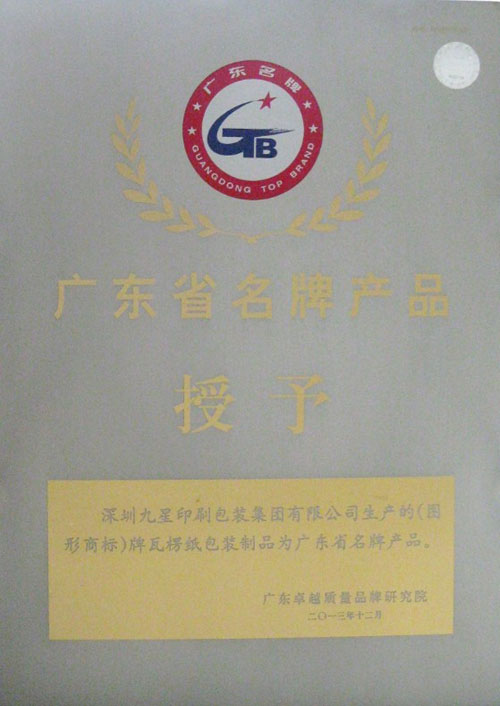 广东名牌
GTB
GUANGDONG TOP BRAND
广东省名牌产品
授予
深圳九星印刷包装集团有限公司生产的(图
形商标)牌瓦楞纸包装制品为广东省名牌产品。
广东卓越质量品牌研究院
二〇一三年十二月